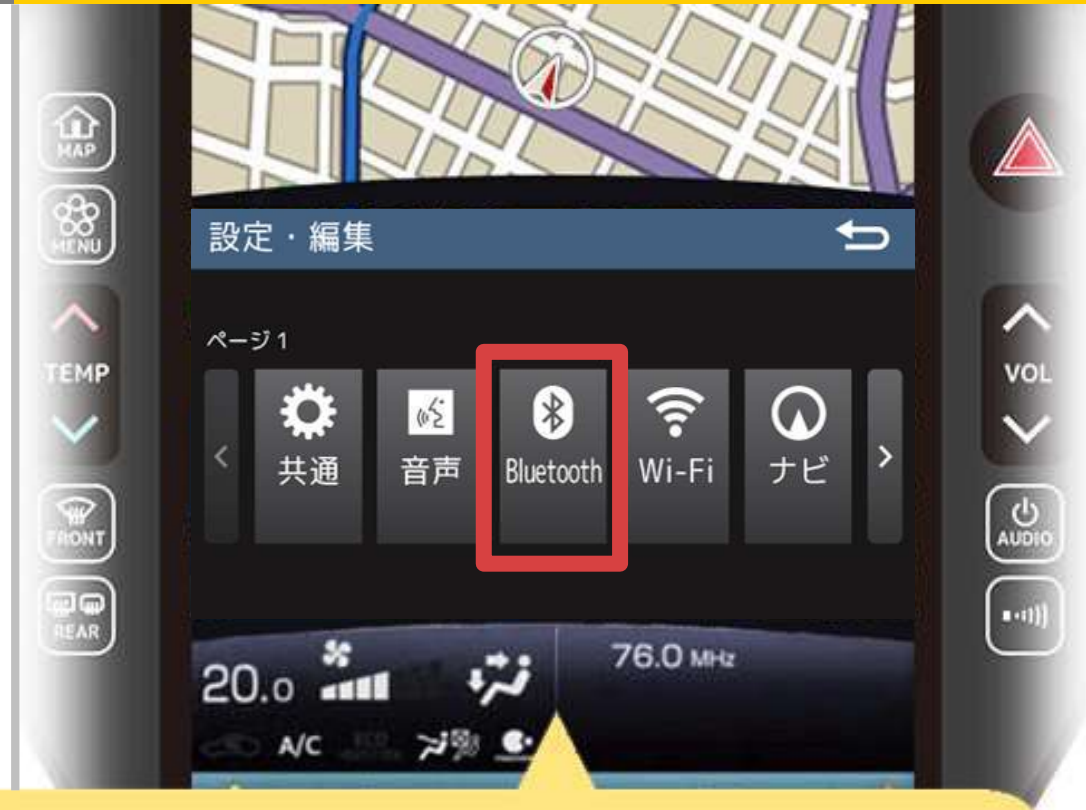 MAP
MENU
設定・編集
ページ1
TEMP
VOL
共通
音声
Bluetooth
Wi-Fi
ナビ
FRONT
AUDIO
REAR
20.0
76.0 MHz
A/C